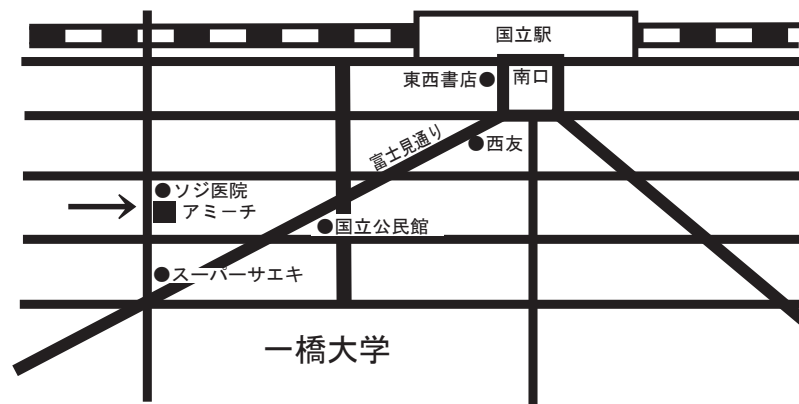 国立駅
東西書店
南口
富士見通り
西友
ソジ医院
アミーチ
国立公民館
スーパーサエキ
一橋大学